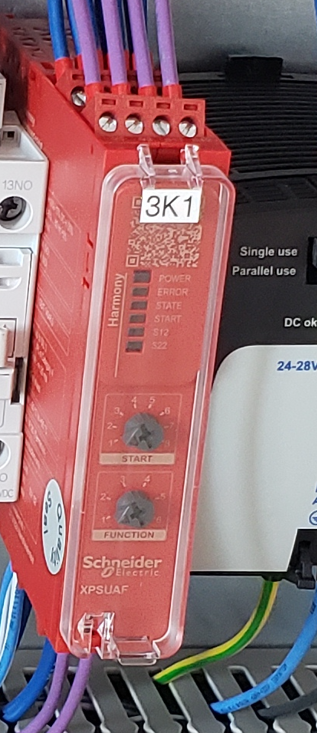 13NO
3K1
Harmony
POWER
ERROR
STATE
START
S12
S22
START
FUNCTION
Schneider
Electric
XPSUAF
Single use
Parallel use
DC ok
24-28V